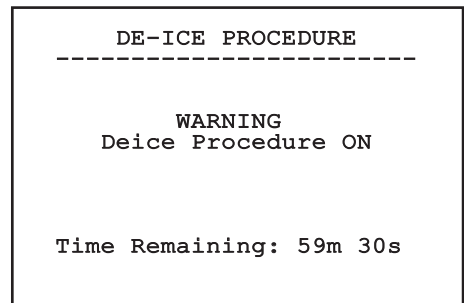 DE-ICE PROCEDURE
------------------------
WARNING
Deice Procedure ON
Time Remaining: 59m 30s